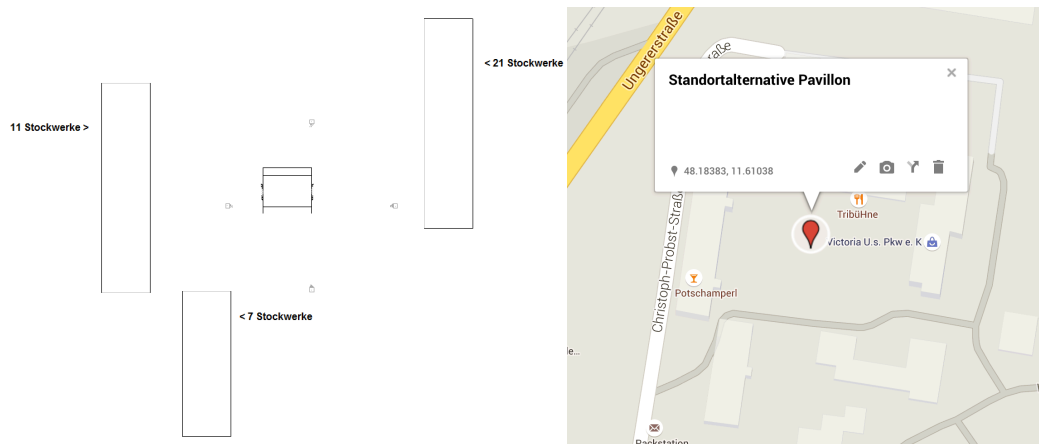 < 21 Stockwerke
11 Stockwerke >
< 7 Stockwerke
Ungererstraße
Standortalternative Pavillon
48.18383, 11.61038
TribüHne
Victoria U.s. Pkw e. K
Potschamperl
Christoph-Probst-Straße
Packstation